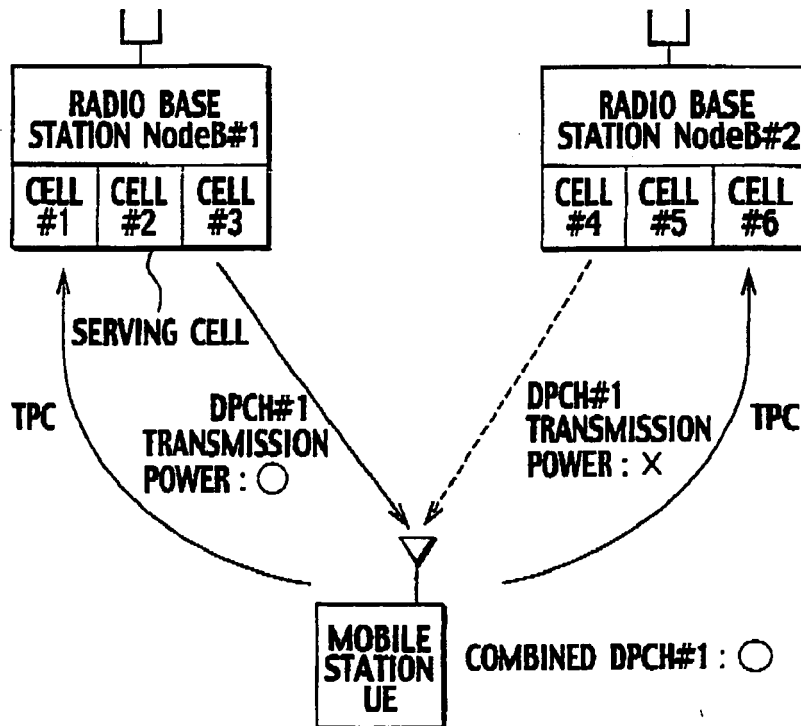 RADIO BASE
STATION NodeB#1
CELL
#1
CELL
#2
CELL
#3
RADIO BASE
STATION NodeB#2
CELL
#4
CELL
#5
CELL
#6
SERVING CELL
TPC
DPCH#1
TRANSMISSION
POWER : ○
DPCH#1
TRANSMISSION
POWER : ×
TPC
MOBILE
STATION
UE
COMBINED DPCH#1 : ○